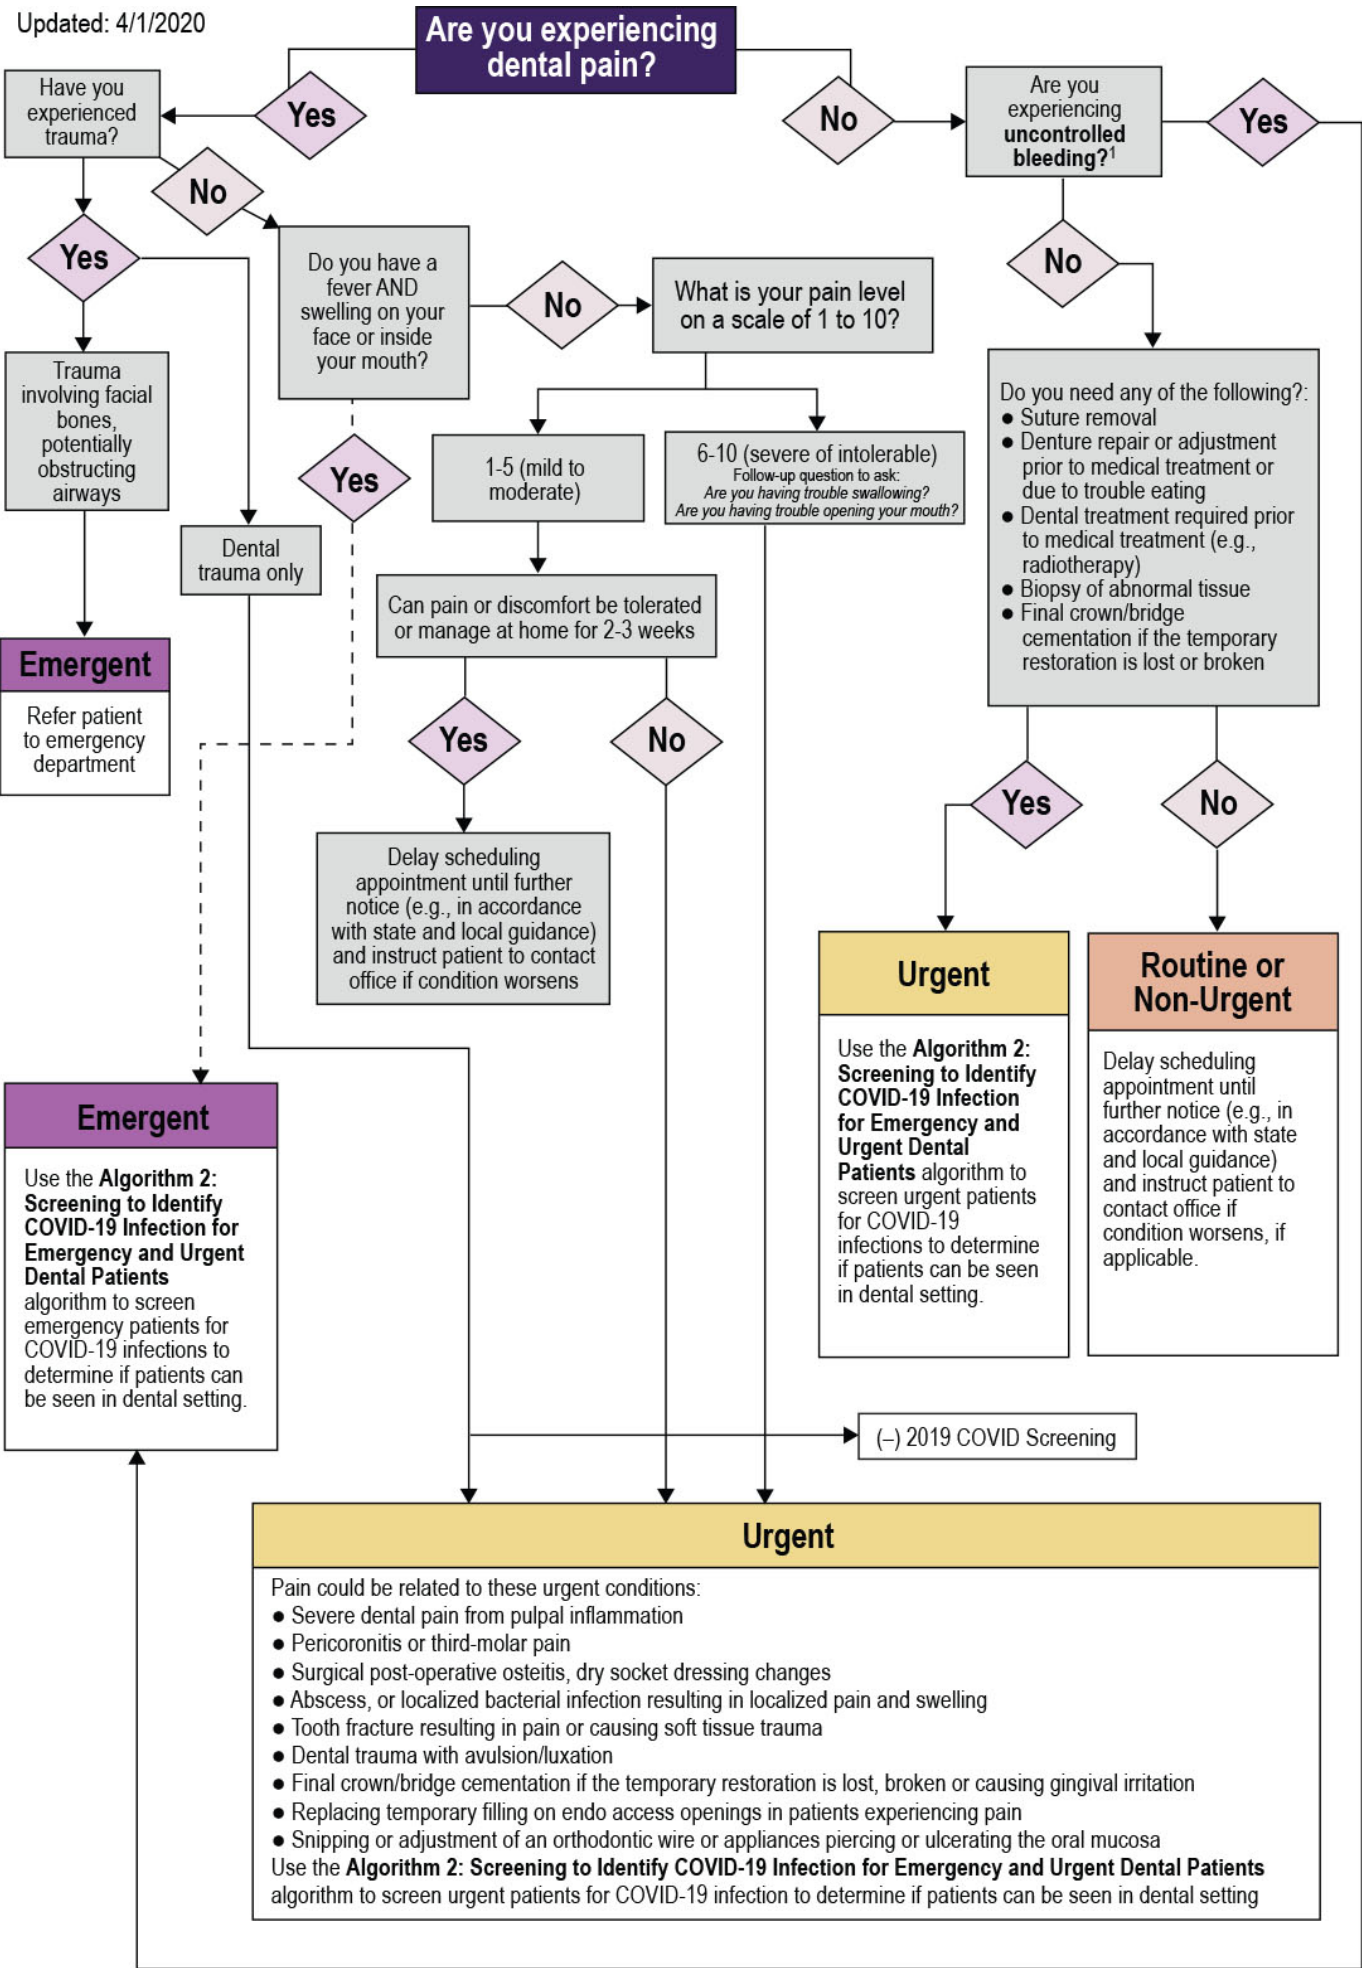 Updated: 4/1/2020
Are you experiencing
dental pain?
Have you
experienced
trauma?
Yes
No
Are you
experiencing
uncontrolled
bleeding?¹
Yes
No
Yes
Do you have a
fever AND
swelling on your
face or inside
your mouth?
No
What is your pain level
on a scale of 1 to 10?
No
Trauma
involving facial
bones,
potentially
obstructing
airways
Yes
1-5 (mild to
moderate)
6-10 (severe of intolerable)
Follow-up question to ask:
Are you having trouble swallowing?
Are you having trouble opening your mouth?
Do you need any of the following?:
● Suture removal
● Denture repair or adjustment
prior to medical treatment or
due to trouble eating
● Dental treatment required prior
to medical treatment (e.g.,
radiotherapy)
● Biopsy of abnormal tissue
● Final crown/bridge
cementation if the temporary
restoration is lost or broken
Dental
trauma only
Can pain or discomfort be tolerated
or manage at home for 2-3 weeks
Emergent
Refer patient
to emergency
department
Yes
No
Yes
No
Delay scheduling
appointment until further
notice (e.g., in accordance
with state and local guidance)
and instruct patient to contact
office if condition worsens
Urgent
Use the Algorithm 2:
Screening to Identify
COVID-19 Infection
for Emergency and
Urgent Dental
Patients algorithm to
screen urgent patients
for COVID-19
infections to determine
if patients can be seen
in dental setting.
Routine or
Non-Urgent
Delay scheduling
appointment until
further notice (e.g., in
accordance with state
and local guidance)
and instruct patient to
contact office if
condition worsens, if
applicable.
Emergent
Use the Algorithm 2:
Screening to Identify
COVID-19 Infection for
Emergency and Urgent
Dental Patients
algorithm to screen
emergency patients for
COVID-19 infections to
determine if patients can
be seen in dental setting.
(–) 2019 COVID Screening
Urgent
Pain could be related to these urgent conditions:
● Severe dental pain from pulpal inflammation
● Pericoronitis or third-molar pain
● Surgical post-operative osteitis, dry socket dressing changes
● Abscess, or localized bacterial infection resulting in localized pain and swelling
● Tooth fracture resulting in pain or causing soft tissue trauma
● Dental trauma with avulsion/luxation
● Final crown/bridge cementation if the temporary restoration is lost, broken or causing gingival irritation
● Replacing temporary filling on endo access openings in patients experiencing pain
● Snipping or adjustment of an orthodontic wire or appliances piercing or ulcerating the oral mucosa
Use the Algorithm 2: Screening to Identify COVID-19 Infection for Emergency and Urgent Dental Patients
algorithm to screen urgent patients for COVID-19 infection to determine if patients can be seen in dental setting